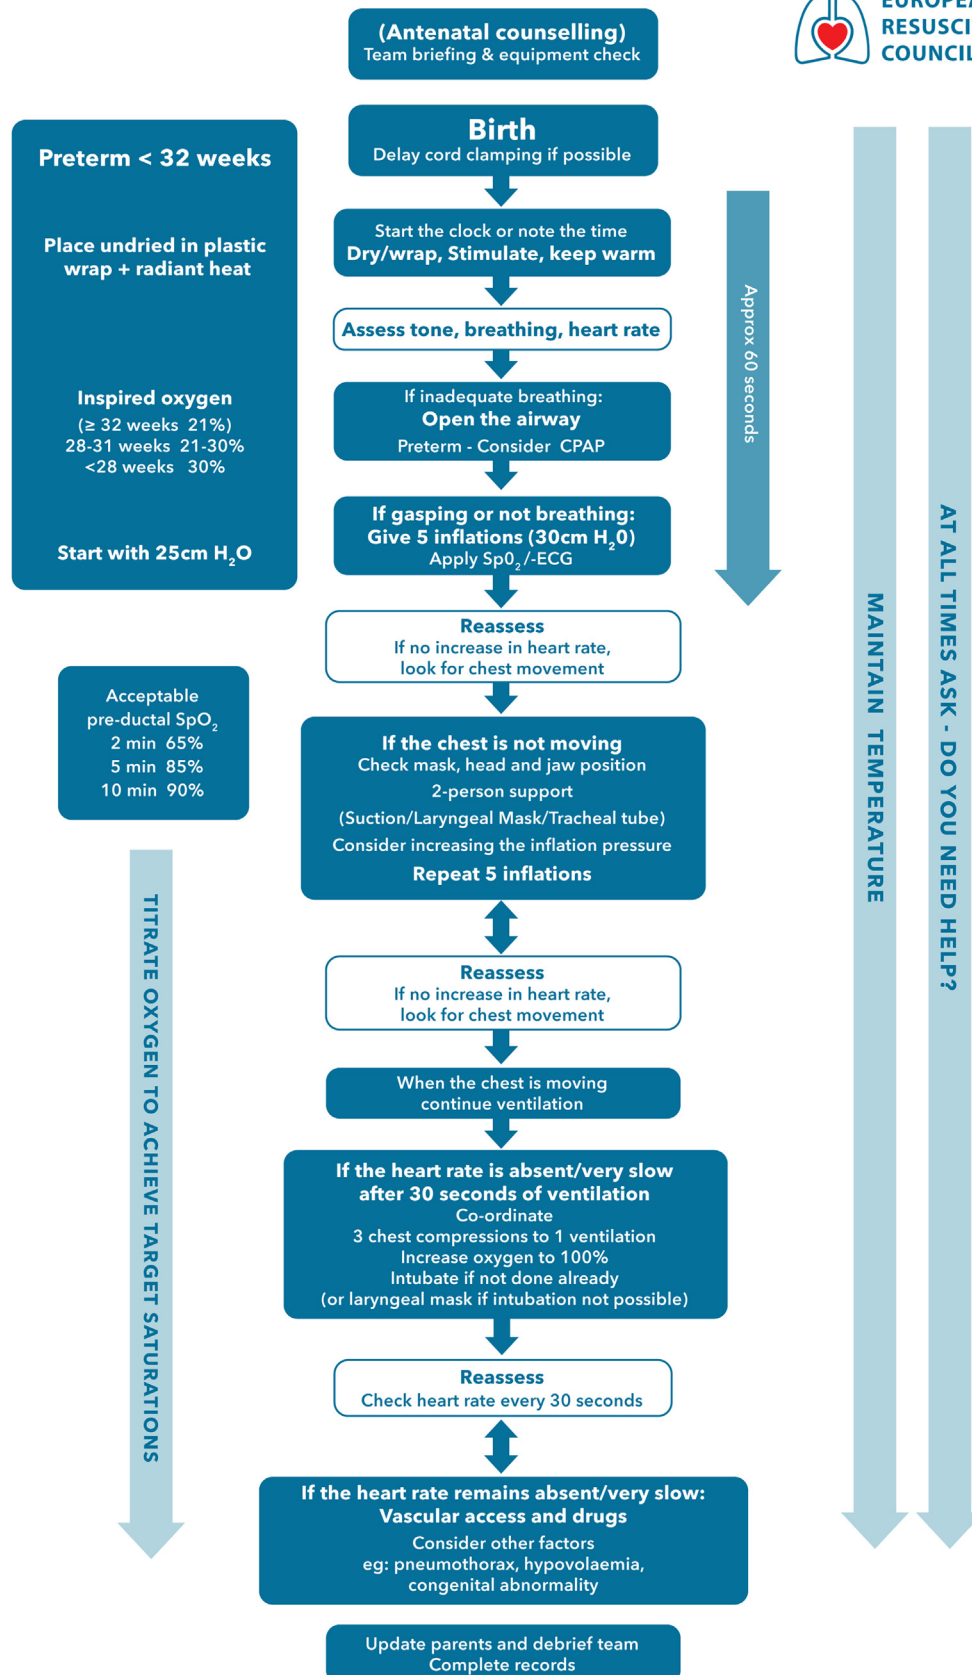 EUROPEA
RESUSCI
COUNCIL
(Antenatal counselling)
Team briefing & equipment check
Birth
Delay cord clamping if possible
Start the clock or note the time
Dry/wrap, Stimulate, keep warm
Assess tone, breathing, heart rate
If inadequate breathing:
Open the airway
Preterm - Consider CPAP
If gasping or not breathing:
Give 5 inflations (30cm H₂0)
Apply Sp0₂/-ECG
Reassess
If no increase in heart rate,
look for chest movement
If the chest is not moving
Check mask, head and jaw position
2-person support
(Suction/Laryngeal Mask/Tracheal tube)
Consider increasing the inflation pressure
Repeat 5 inflations
Reassess
If no increase in heart rate,
look for chest movement
When the chest is moving
continue ventilation
If the heart rate is absent/very slow
after 30 seconds of ventilation
Co-ordinate
3 chest compressions to 1 ventilation
Increase oxygen to 100%
Intubate if not done already
(or laryngeal mask if intubation not possible)
Reassess
Check heart rate every 30 seconds
If the heart rate remains absent/very slow:
Vascular access and drugs
Consider other factors
eg: pneumothorax, hypovolaemia,
congenital abnormality
Update parents and debrief team
Complete records
Preterm < 32 weeks
Place undried in plastic
wrap + radiant heat
Inspired oxygen
(≥ 32 weeks 21%)
28-31 weeks 21-30%
<28 weeks 30%
Start with 25cm H₂O
Acceptable
pre-ductal SpO₂
2 min 65%
5 min 85%
10 min 90%
TITRATE OXYGEN TO ACHIEVE TARGET SATURATIONS
Approx 60 seconds
MAINTAIN TEMPERATURE
AT ALL TIMES ASK - DO YOU NEED HELP?